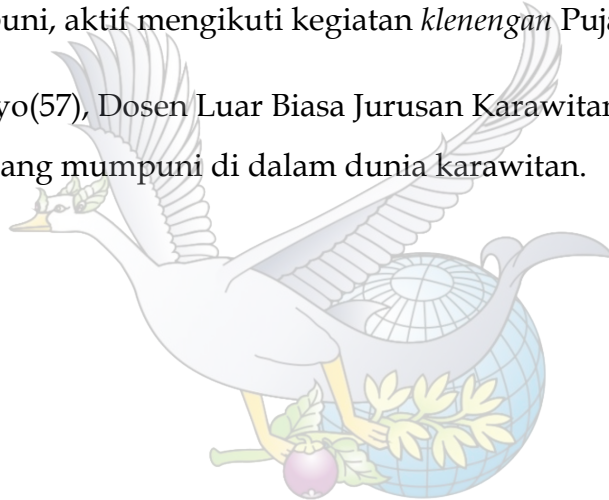 puni, aktif mengikuti kegiatan klenengan Puja
yo(57), Dosen Luar Biasa Jurusan Karawitan
ang mumpuni di dalam dunia karawitan.